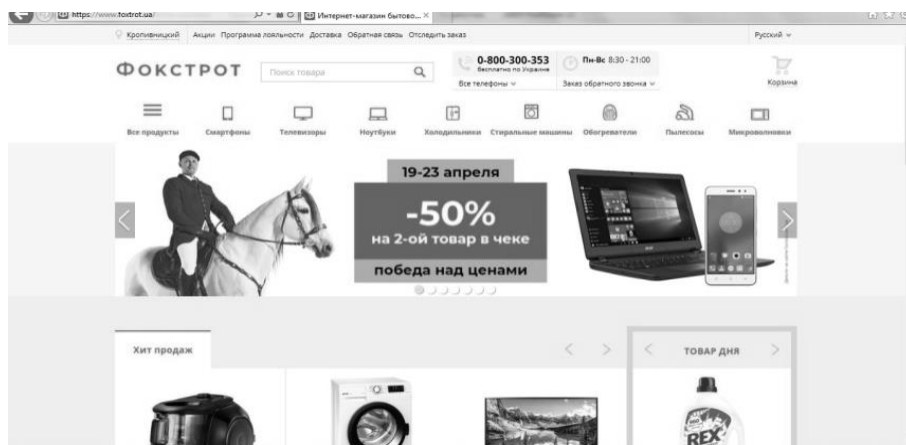 https://www.foxtrot.ua/
Интернет-магазин бытово...
Кропивницкий Акции Программа лояльности Доставка Обратная связь Отследить заказ Русский
ФОКСТРОТ
Поиск товара
0-800-300-353
бесплатно по Украине
Все телефоны
Пн-Вс 8:30 - 21:00
Заказ обратного звонка
Корзина
Все продукты Смартфоны Телевизоры Ноутбуки Холодильники Стиральные машины Обогреватели Пылесосы Микроволновки
19-23 апреля
-50%
на 2-ой товар в чеке
победа над ценами
Хит продаж
ТОВАР ДНЯ
REX